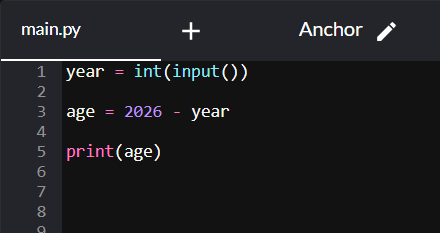 main.py + Anchor
1 year = int(input())
2
3 age = 2026 - year
4
5 print(age)
6
7
8
9